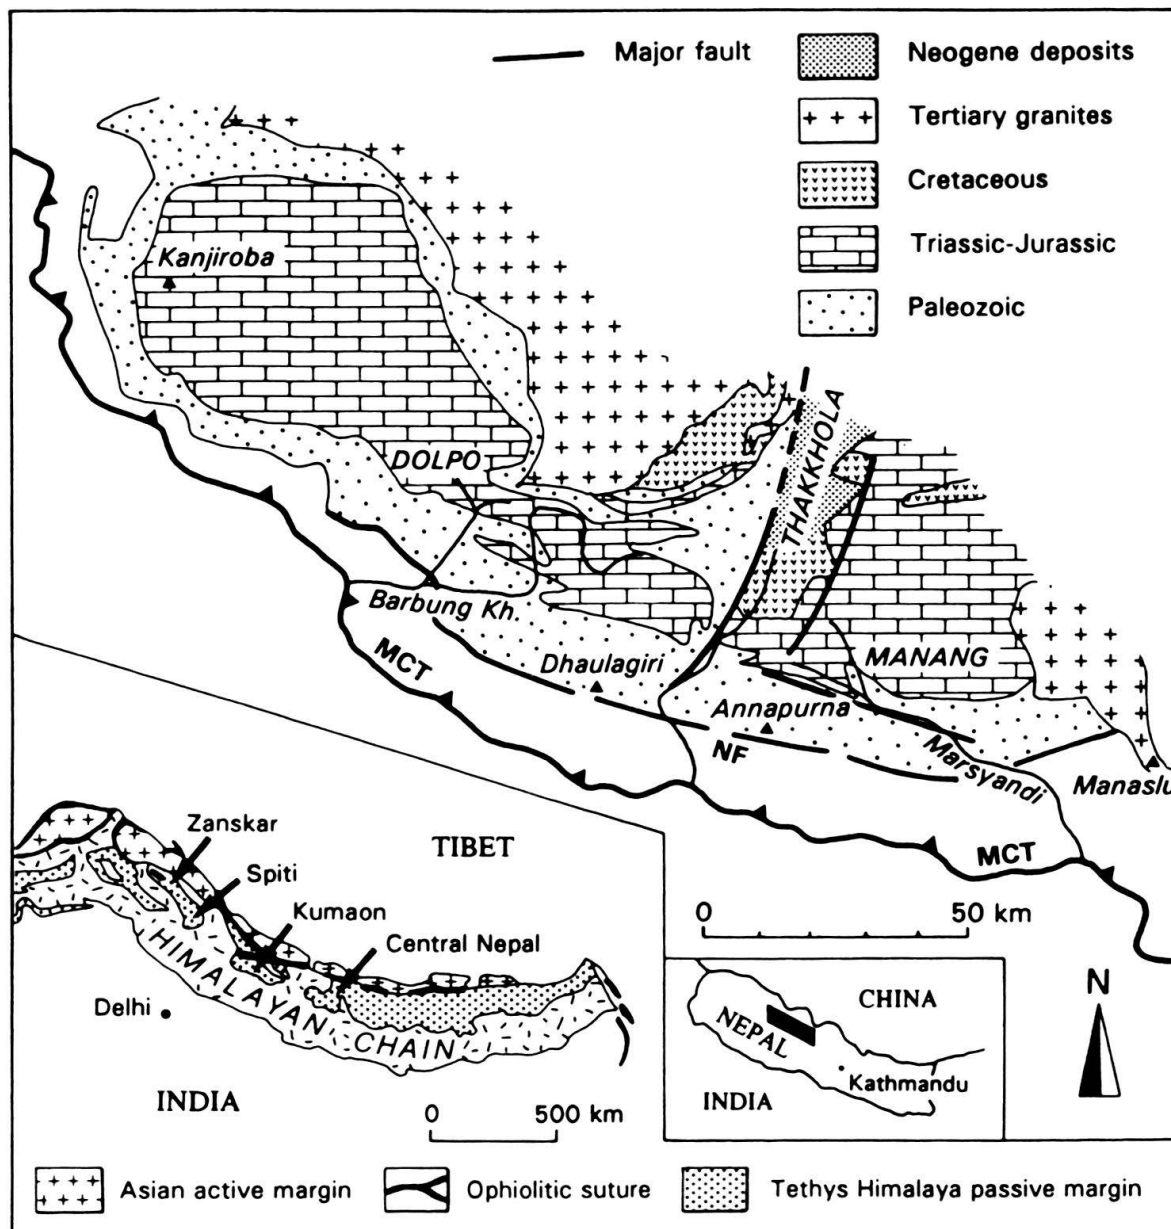 Major fault
Neogene deposits
Tertiary granites
Cretaceous
Triassic-Jurassic
Paleozoic
Kanjiroba
DOLPO
THAKKHOLA
Barbung Kh.
MCT
Dhaulagiri
MANANG
Annapurna
NF
Marsyandi
Manaslu
MCT
0 50 km
Zanskar
TIBET
Spiti
Kumaon
Central Nepal
HIMALAYAN CHAIN
Delhi
INDIA
0 500 km
CHINA
NEPAL
Kathmandu
INDIA
N
Asian active margin
Ophiolitic suture
Tethys Himalaya passive margin